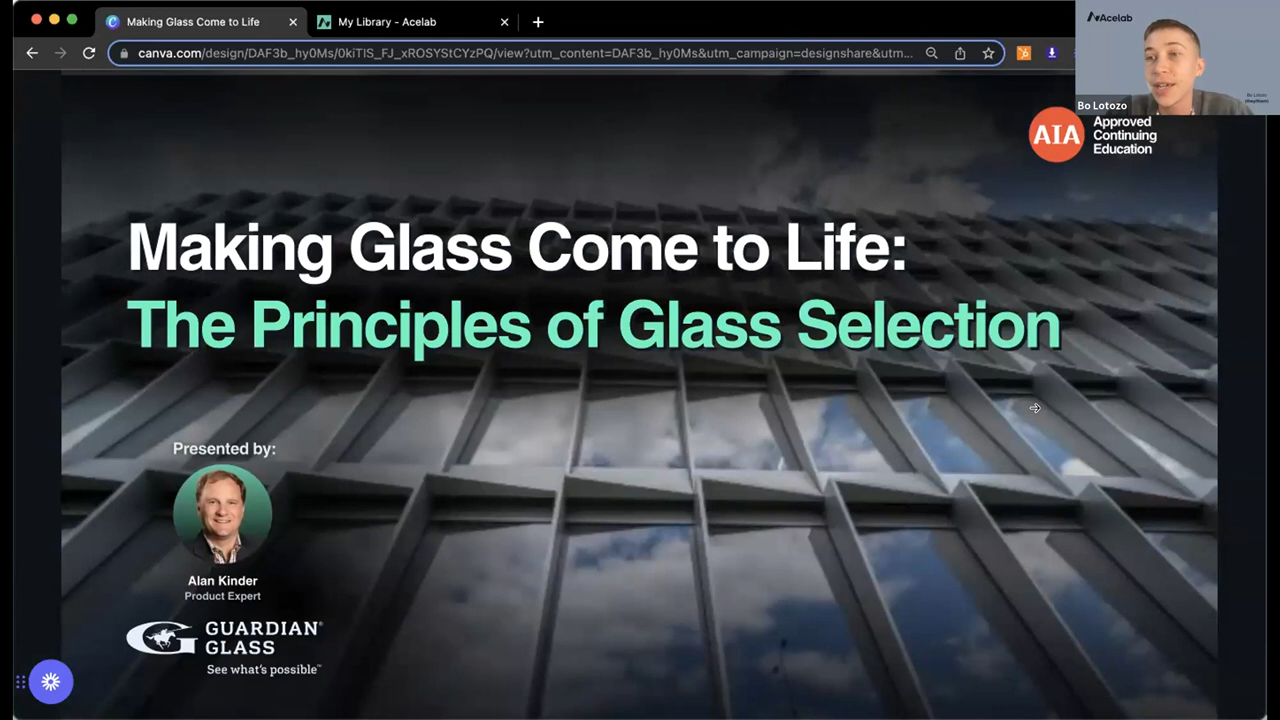 Making Glass Come to Life
My Library - Acelab
canva.com/design/DAF3b_hy0Ms/0kiTIS_FJ_xROSYStCYzPQ/view?utm_content=DAF3b_hy0Ms&utm_campaign=designshare&utm...
Acelab
Bo Lotozo
AIA
Approved
Continuing
Education
Making Glass Come to Life:
The Principles of Glass Selection
Presented by:
Alan Kinder
Product Expert
GUARDIAN®
GLASS
See what's possible™